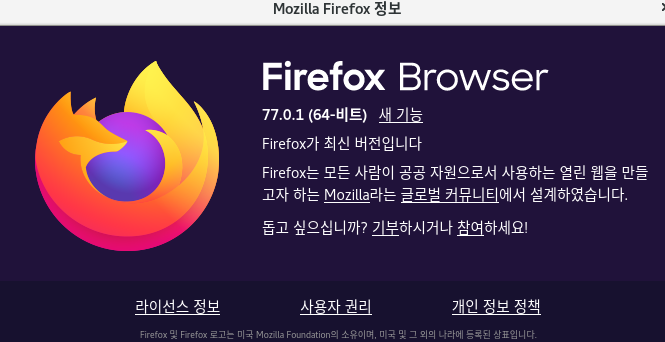 Mozilla Firefox 정보
Firefox Browser
77.0.1 (64-비트) 새 기능
Firefox가 최신 버전입니다
Firefox는 모든 사람이 공공 자원으로서 사용하는 열린 웹을 만들
고자 하는 Mozilla라는 글로벌 커뮤니티에서 설계하였습니다.
돕고 싶으십니까? 기부하시거나 참여하세요!
라이선스 정보 사용자 권리 개인 정보 정책
Firefox 및 Firefox 로고는 미국 Mozilla Foundation의 소유이며, 미국 및 그 외의 나라에 등록된 상표입니다.